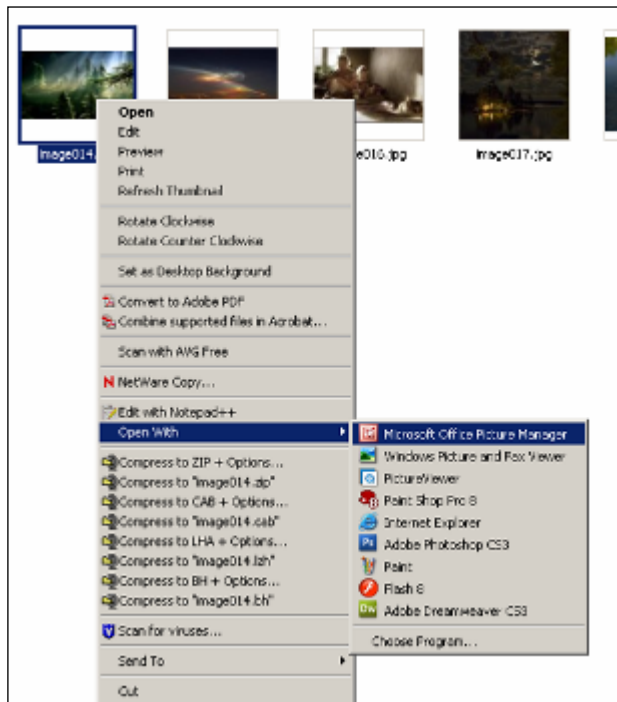 image014.
e016.jpg
image017.jpg
Open
Edit
Preview
Print
Refresh Thumbnail
Rotate Clockwise
Rotate Counter Clockwise
Set as Desktop Background
Convert to Adobe PDF
Combine supported files in Acrobat...
Scan with AVG Free
NetWare Copy...
Edit with Notepad++
Open With
Compress to ZIP + Options...
Compress to "image014.zip"
Compress to CAB + Options...
Compress to "image014.cab"
Compress to LHA + Options...
Compress to "image014.lzh"
Compress to BH + Options...
Compress to "image014.bh"
Scan for viruses...
Send To
Cut
Microsoft Office Picture Manager
Windows Picture and Fax Viewer
PictureViewer
Paint Shop Pro 8
Internet Explorer
Adobe Photoshop CS3
Paint
Flash 8
Adobe Dreamweaver CS3
Choose Program...